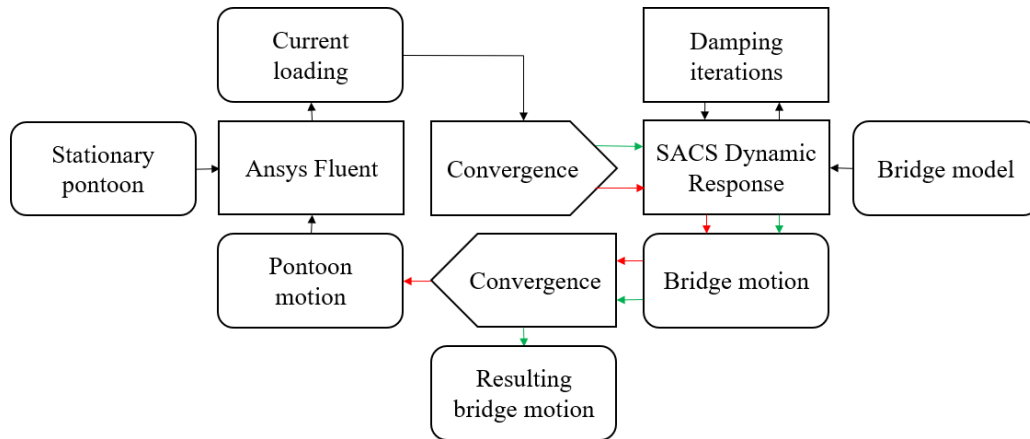 Current
loading
Damping
iterations
Stationary
pontoon
Ansys Fluent
Convergence
SACS Dynamic
Response
Bridge model
Pontoon
motion
Convergence
Bridge motion
Resulting
bridge motion